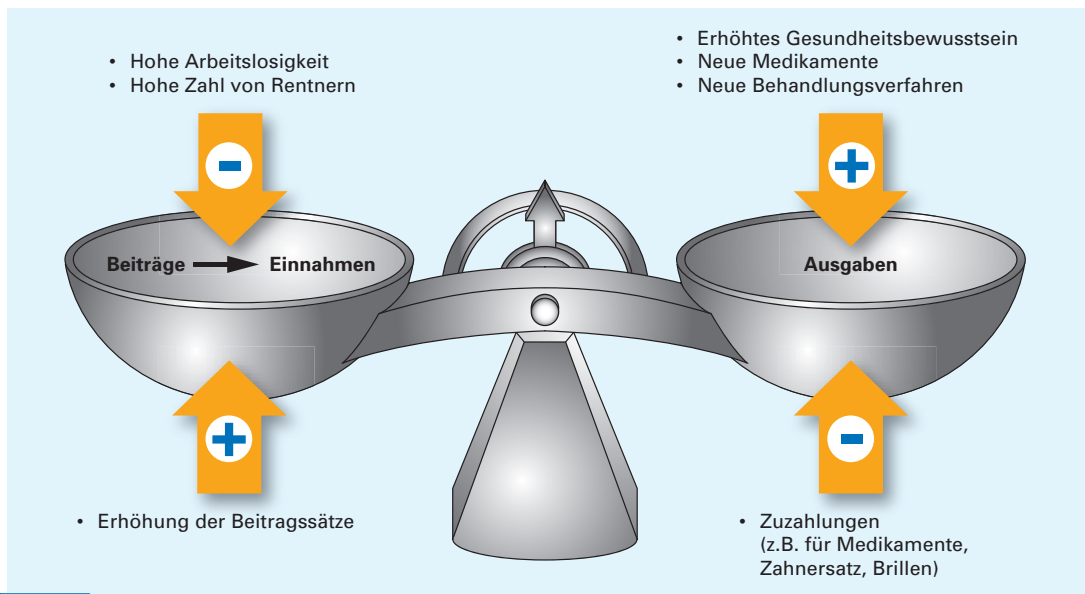 • Hohe Arbeitslosigkeit
• Hohe Zahl von Rentnern
• Erhöhtes Gesundheitsbewusstsein
• Neue Medikamente
• Neue Behandlungsverfahren
-
+
Beiträge Einnahmen
Ausgaben
+
-
• Erhöhung der Beitragssätze
• Zuzahlungen
(z.B. für Medikamente,
Zahnersatz, Brillen)